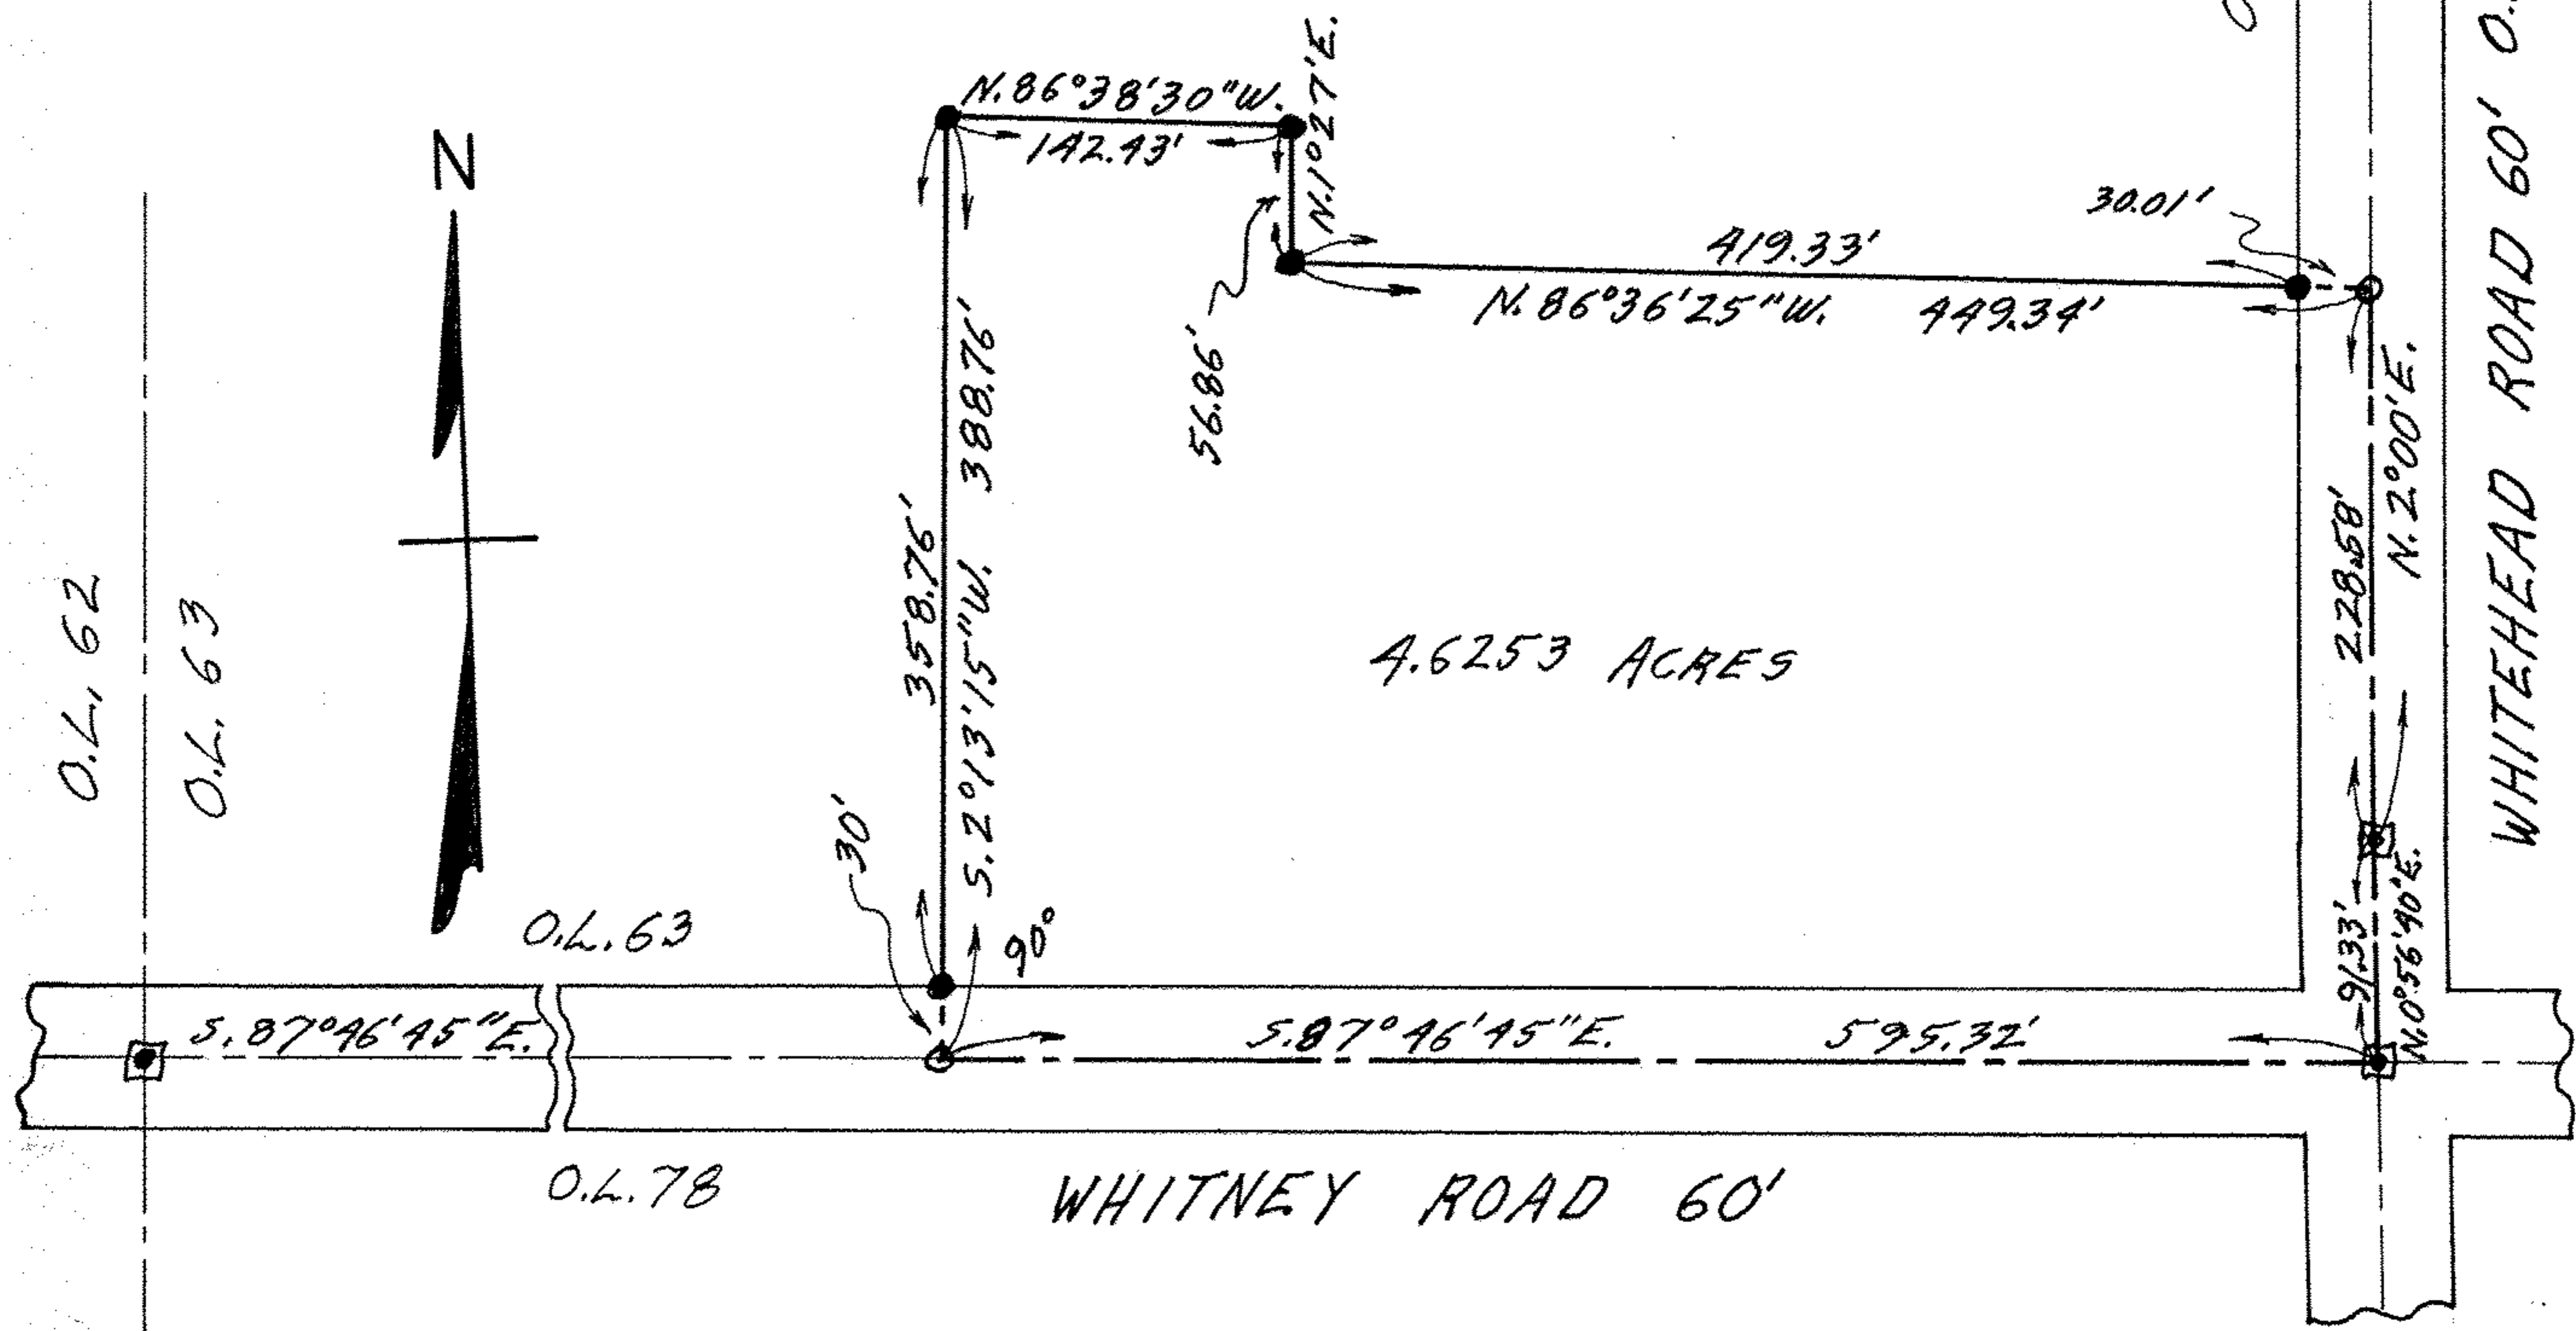 N.86°38'30"W.
142.43'
N.1°27'E.
56.86'
N
30.01'
419.33'
N.86°36'25"W. 449.34'
WHITEHEAD ROAD 60'
358.76'
S.2°13'15"W. 388.76'
228.58'
N.2°00'E.
O.L. 62
O.L. 63
4.6253 ACRES
30'
90°
91.33'
N.0°56'40"E.
O.L. 63
S.87°46'45"E.
S.87°46'45"E. 595.32'
O.L. 78
WHITNEY ROAD 60'